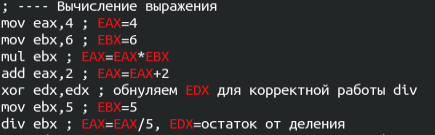 ; ---- Вычисление выражения
mov eax,4 ; EAX=4
mov ebx,6 ; EBX=6
mul ebx ; EAX=EAX*EBX
add eax,2 ; EAX=EAX+2
xor edx,edx ; обнуляем EDX для корректной работы div
mov ebx,5 ; EBX=5
div ebx ; EAX=EAX/5, EDX=остаток от деления